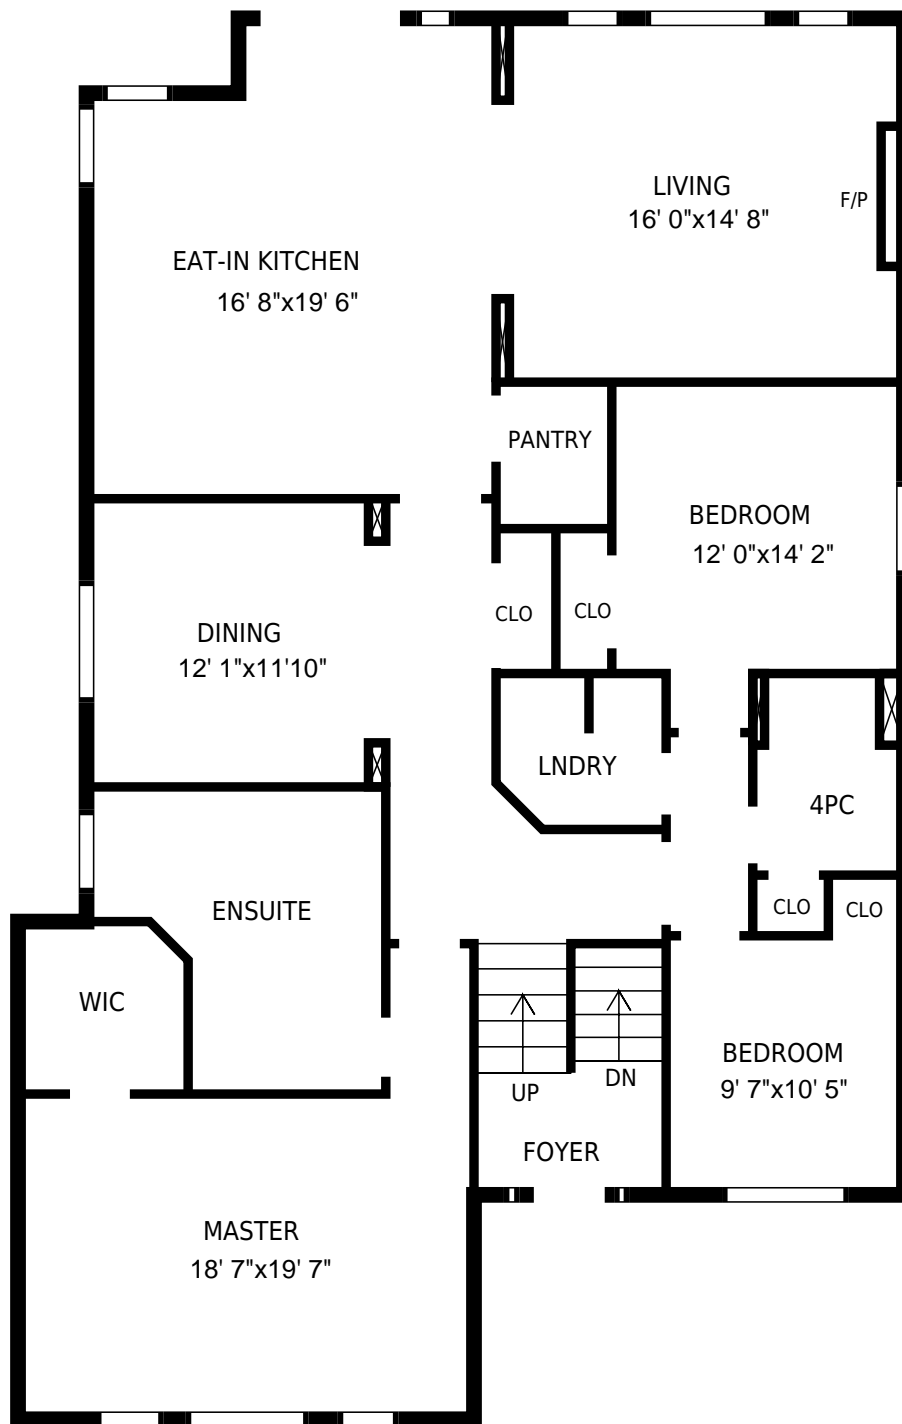 LIVING
16' 0"x14' 8"
F/P
EAT-IN KITCHEN
16' 8"x19' 6"
PANTRY
BEDROOM
12' 0"x14' 2"
CLO
CLO
DINING
12' 1"x11'10"
LNDRY
4PC
CLO
CLO
ENSUITE
WIC
BEDROOM
9' 7"x10' 5"
UP
DN
FOYER
MASTER
18' 7"x19' 7"